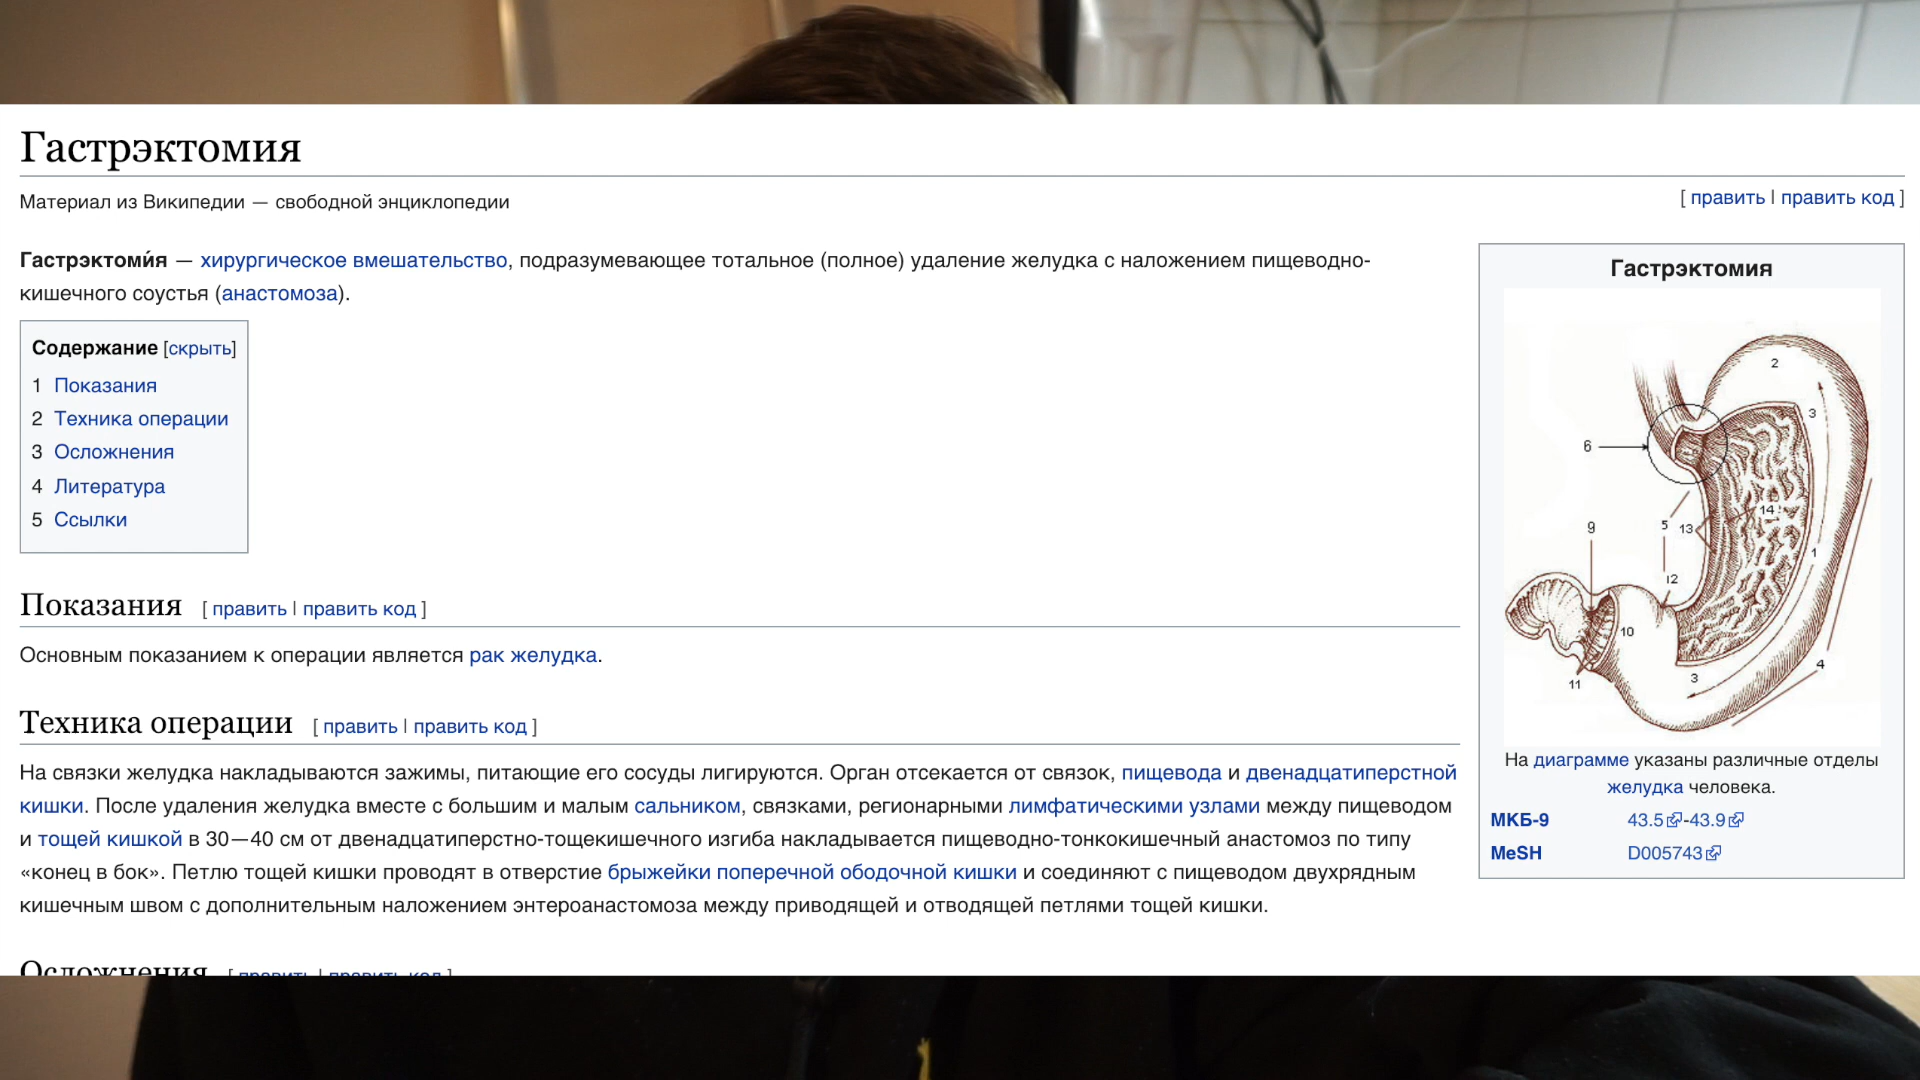 Гастрэктомия
Материал из Википедии — свободной энциклопедии
[ править | править код ]
Гастрэктоми́я — хирургическое вмешательство, подразумевающее тотальное (полное) удаление желудка с наложением пищеводно-
кишечного соустья (анастомоза).
Содержание [скрыть]
1 Показания
2 Техника операции
3 Осложнения
4 Литература
5 Ссылки
Показания [ править | править код ]
Основным показанием к операции является рак желудка.
Техника операции [ править | править код ]
На связки желудка накладываются зажимы, питающие его сосуды лигируются. Орган отсекается от связок, пищевода и двенадцатиперстной
кишки. После удаления желудка вместе с большим и малым сальником, связками, регионарными лимфатическими узлами между пищеводом
и тощей кишкой в 30—40 см от двенадцатиперстно-тощекишечного изгиба накладывается пищеводно-тонкокишечный анастомоз по типу
«конец в бок». Петлю тощей кишки проводят в отверстие брыжейки поперечной ободочной кишки и соединяют с пищеводом двухрядным
кишечным швом с дополнительным наложением энтероанастомоза между приводящей и отводящей петлями тощей кишки.
Осложнения [ править | править код ]
Гастрэктомия
2
3
6
14
5 13
9
1
12
10
4
3
11
На диаграмме указаны различные отделы
желудка человека.
МКБ-9 43.5-43.9
MeSH D005743